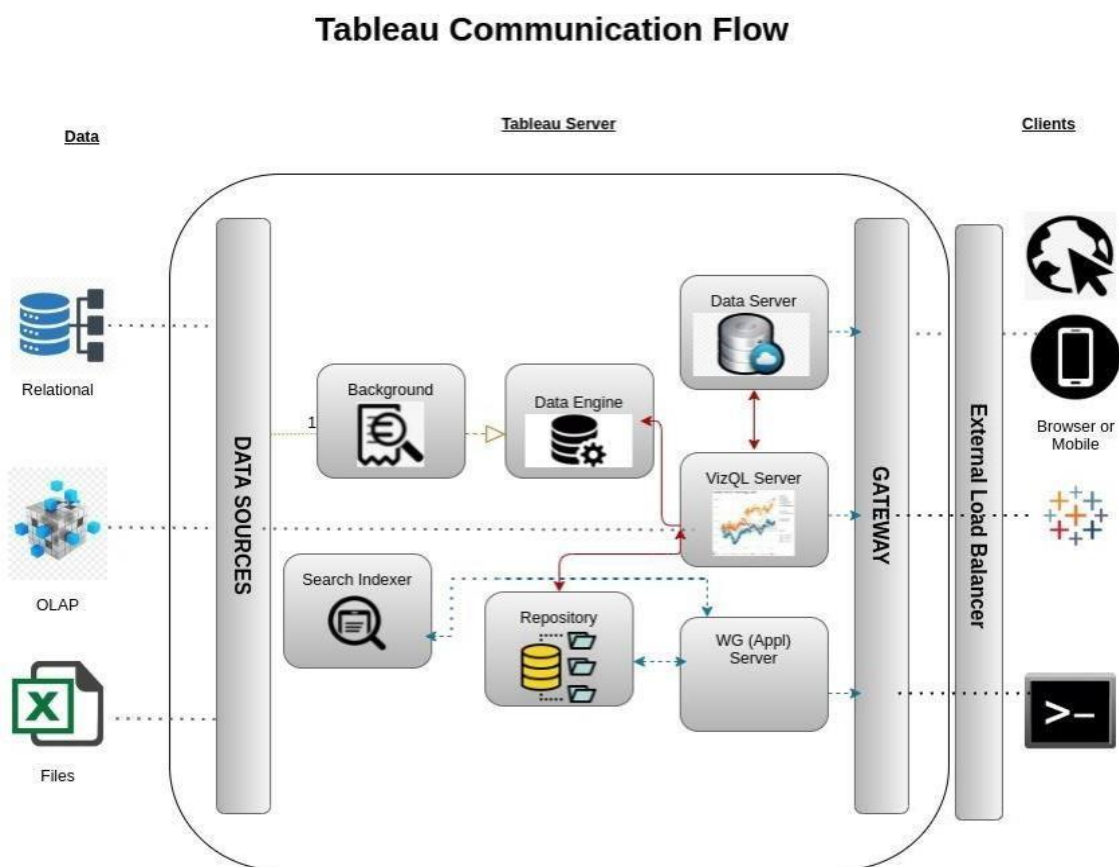 Tableau Communication Flow
Data
Tableau Server
Clients
Relational
OLAP
Files
DATA SOURCES
1
Background
Data Engine
Data Server
VizQL Server
Search Indexer
Repository
WG (Appl)
Server
GATEWAY
External Load Balancer
Browser or
Mobile
>_